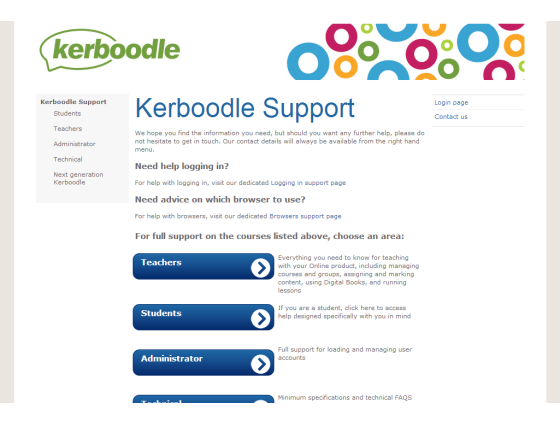 kerboodle
Kerboodle Support
Students
Teachers
Administrator
Technical
Next generation
Kerboodle
Kerboodle Support
We hope you find the information you need, but should you want any further help, please do
not hesitate to get in touch. Our contact details will always be available from the right hand
menu.
Need help logging in?
For help with logging in, visit our dedicated Logging in support page
Need advice on which browser to use?
For help with browsers, visit our dedicated Browsers support page
For full support on the courses listed above, choose an area:
Teachers
Everything you need to know for teaching
with your Online product, including managing
courses and groups, assigning and marking
content, using Digital Books, and running
lessons
Students
If you are a student, click here to access
help designed specifically with you in mind
Administrator
Full support for loading and managing user
accounts
Technical
Minimum specifications and technical FAQS
Login page
Contact us